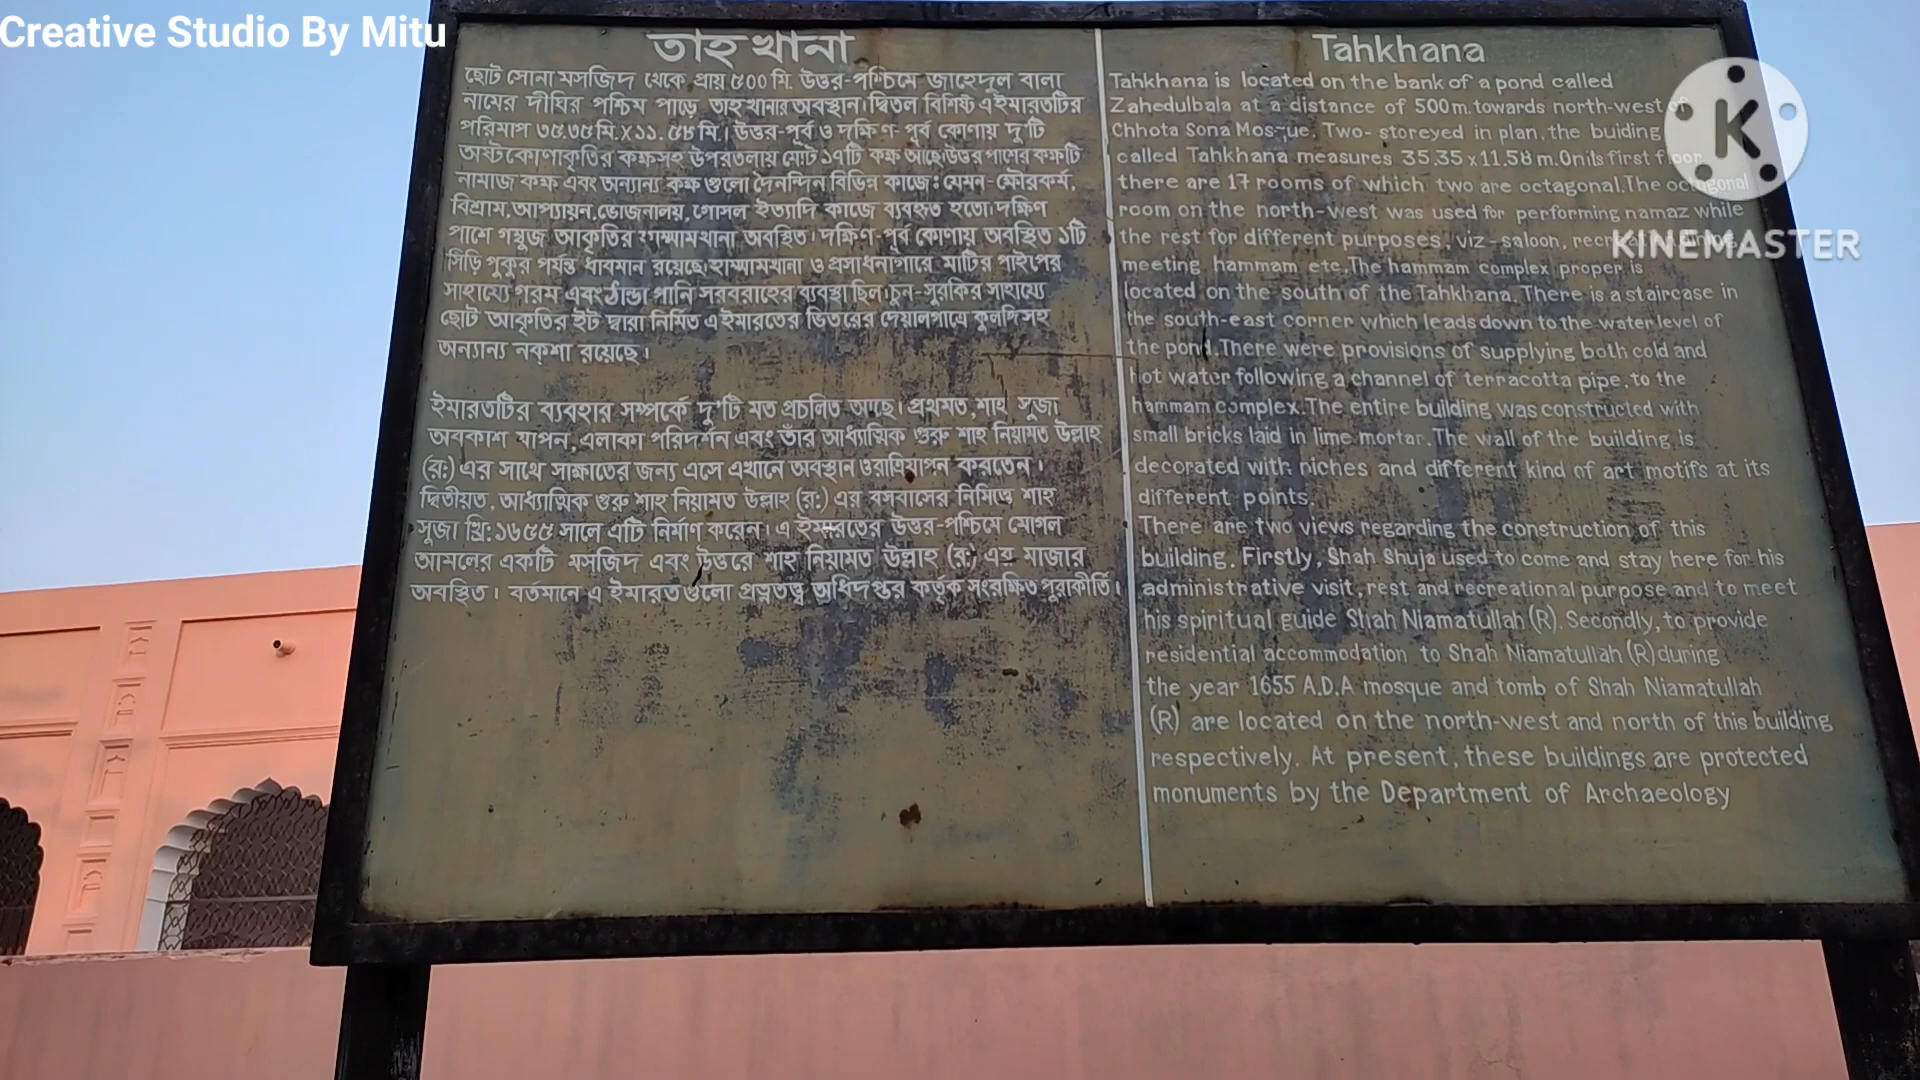 Creative Studio By Mitu
KINEMASTER
তাহখানা
ছোট সোনা মসজিদ থেকে প্রায় ৫০০ মি. উত্তর-পশ্চিমে জাহেদুল বালা
নামের দীঘির পশ্চিম পাড়ে তাহখানার অবস্থান। দ্বিতল বিশিষ্ট এ ইমারতটির
পরিমাপ ৩৫.৩৫ মি.X১১.৫৮ মি.। উত্তর-পূর্ব ও দক্ষিণ-পূর্ব কোণায় দু'টি
অষ্টকোণাকৃতির কক্ষসহ উপরতলায় মোট ১৭টি কক্ষ আছে। উত্তর পাশের কক্ষটি
নামাজ কক্ষ এবং অন্যান্য কক্ষ গুলো দৈনন্দিন বিভিন্ন কাজে: যেমন-ক্ষৌরকর্ম,
বিশ্রাম, আপ্যায়ন, ভোজনালয়, গোসল ইত্যাদি কাজে ব্যবহৃত হতো। দক্ষিণ
পাশে গম্বুজ আকৃতির হাম্মামখানা অবস্থিত। দক্ষিণ-পূর্ব কোণায় অবস্থিত ১টি
সিঁড়ি পুকুর পর্যন্ত ধাবমান রয়েছে। হাম্মামখানা ও প্রসাধনাগারে মাটির পাইপের
সাহায্যে গরম এবং ঠান্ডা পানি সরবরাহের ব্যবস্থা ছিল। চুন-সুরকির সাহায্যে
ছোট আকৃতির ইট দ্বারা নির্মিত এ ইমারতের ভিতরের দেয়ালগাত্রে কুলঙ্গিসহ
অন্যান্য নক্‌শা রয়েছে।
ইমারতটির ব্যবহার সম্পর্কে দু'টি মত প্রচলিত আছে। প্রথমত, শাহ সুজা
অবকাশ যাপন, এলাকা পরিদর্শন এবং তাঁর আধ্যাত্মিক গুরু শাহ নিয়ামত উল্লাহ
(র:) এর সাথে সাক্ষাতের জন্য এসে এখানে অবস্থান ও রাত্রিযাপন করতেন।
দ্বিতীয়ত, আধ্যাত্মিক গুরু শাহ নিয়ামত উল্লাহ (র:) এর বসবাসের নিমিত্তে শাহ
সুজা খ্রি:১৬৫৫ সালে এটি নির্মাণ করেন। এ ইমারতের উত্তর-পশ্চিমে মোগল
আমলের একটি মসজিদ এবং উত্তরে শাহ নিয়ামত উল্লাহ (র:) এর মাজার
অবস্থিত। বর্তমানে এ ইমারতগুলো প্রত্নতত্ত্ব অধিদপ্তর কর্তৃক সংরক্ষিত পুরাকীর্তি।
Tahkhana
Tahkhana is located on the bank of a pond called
Zahedulbala at a distance of 500m. towards north-west of
Chhota Sona Mosque. Two- storeyed in plan, the buiding
called Tahkhana measures 35.35 x 11.58 m. On its first floor
there are 17 rooms of which two are octagonal. The octagonal
room on the north-west was used for performing namaz while
the rest for different purposes, viz-saloon,
meeting hammam etc. The hammam complex proper is
located on the south of the Tahkhana. There is a staircase in
the south-east corner which leads down to the water level of
the pond. There were provisions of supplying both cold and
hot water following a channel of terracotta pipe, to the
hammam complex. The entire building was constructed with
small bricks laid in lime mortar. The wall of the building is
decorated with niches and different kind of art motifs at its
different points.
There are two views regarding the construction of this
building. Firstly, Shah Shuja used to come and stay here for his
administrative visit, rest and recreational purpose and to meet
his spiritual guide Shah Niamatullah (R). Secondly, to provide
residential accommodation to Shah Niamatullah (R) during
the year 1655 A.D. A mosque and tomb of Shah Niamatullah
(R) are located on the north-west and north of this building
respectively. At present, these buildings are protected
monuments by the Department of Archaeology